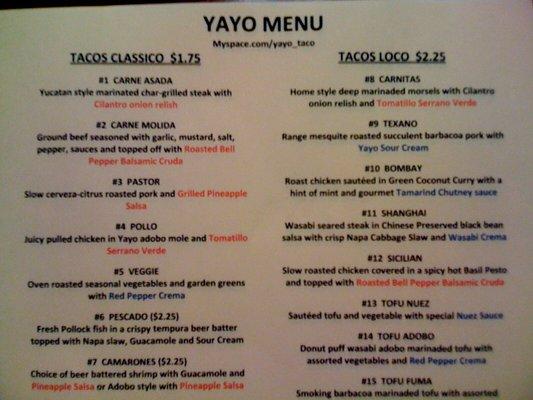 YAYO MENU
Myspace.com/yayo_taco
TACOS CLASSICO $1.75
#1 CARNE ASADA
Yucatan style marinated char-grilled steak with
Cilantro onion relish
#2 CARNE MOLIDA
Ground beef seasoned with garlic, mustard, salt,
pepper, sauces and topped off with Roasted Bell
Pepper Balsamic Cruda
#3 PASTOR
Slow cerveza-citrus roasted pork and Grilled Pineapple
Salsa
#4 POLLO
Juicy pulled chicken in Yayo adobo mole and Tomatillo
Serrano Verde
#5 VEGGIE
Oven roasted seasonal vegetables and garden greens
with Red Pepper Crema
#6 PESCADO ($2.25)
Fresh Pollock fish in a crispy tempura beer batter
topped with Napa slaw, Guacamole and Sour Cream
#7 CAMARONES ($2.25)
Choice of beer battered shrimp with Guacamole and
Pineapple Salsa or Adobo style with Pineapple Salsa
TACOS LOCO $2.25
#8 CARNITAS
Home style deep marinaded morsels with Cilantro
onion relish and Tomatillo Serrano Verde
#9 TEXANO
Range mesquite roasted succulent barbacoa pork with
Yayo Sour Cream
#10 BOMBAY
Roast chicken sautéed in Green Coconut Curry with a
hint of mint and gourmet Tamarind Chutney sauce
#11 SHANGHAI
Wasabi seared steak in Chinese Preserved black bean
salsa with crisp Napa Cabbage Slaw and Wasabi Crema
#12 SICILIAN
Slow roasted chicken covered in a spicy hot Basil Pesto
and topped with Roasted Bell Pepper Balsamic Cruda
#13 TOFU NUEZ
Sautéed tofu and vegetable with special Nuez Sauce
#14 TOFU ADOBO
Donut puff wasabi adobo marinaded tofu with
assorted vegetables and Red Pepper Crema
#15 TOFU FUMA
Smoking barbacoa marinaded tofu with assorted